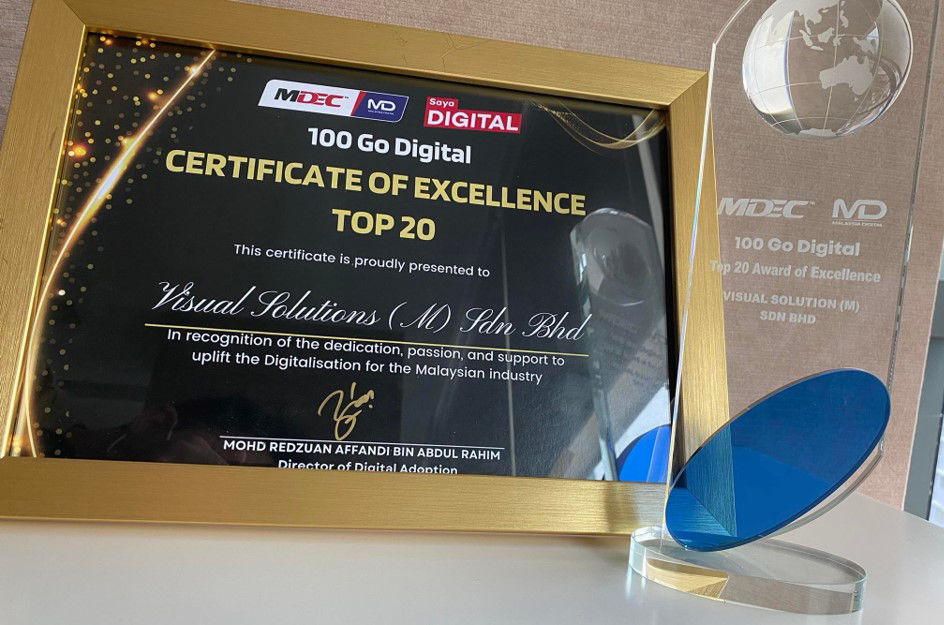 MDEC MD
Saya
DIGITAL
100 Go Digital
CERTIFICATE OF EXCELLENCE
TOP 20
This certificate is proudly presented to
Visual Solutions (M) Sdn Bhd
In recognition of the dedication, passion, and support to
uplift the Digitalisation for the Malaysian industry
MOHD REDZUAN AFFANDI BIN ABDUL RAHIM
Director of Digital Adoption
MDEC MD
MALAYSIA DIGITAL
100 Go Digital
Top 20 Award of Excellence
VISUAL SOLUTION (M)
SDN BHD